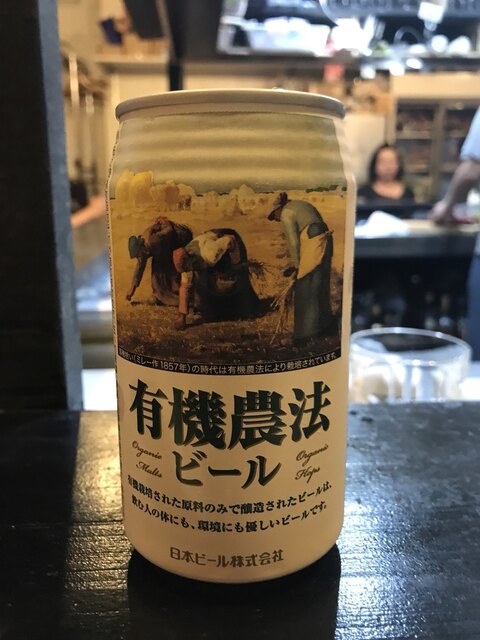 拾い(ミレー作 1857年)の時代は有機農法により栽培されています。
有機農法
ビール
Organic
Malts
Organic
Hops
有機栽培された原料のみで醸造されたビールは、
飲む人の体にも、環境にも優しいビールです。
日本ビール株式会社